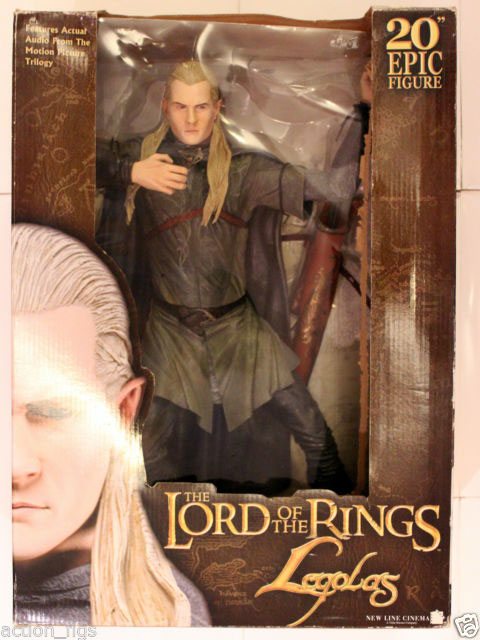 Features Actual
Audio From The
Motion Picture
Trilogy
20"
EPIC
FIGURE
THE
LORD OF THE RINGS
Legolas
NEW LINE CINEMA
action_figs